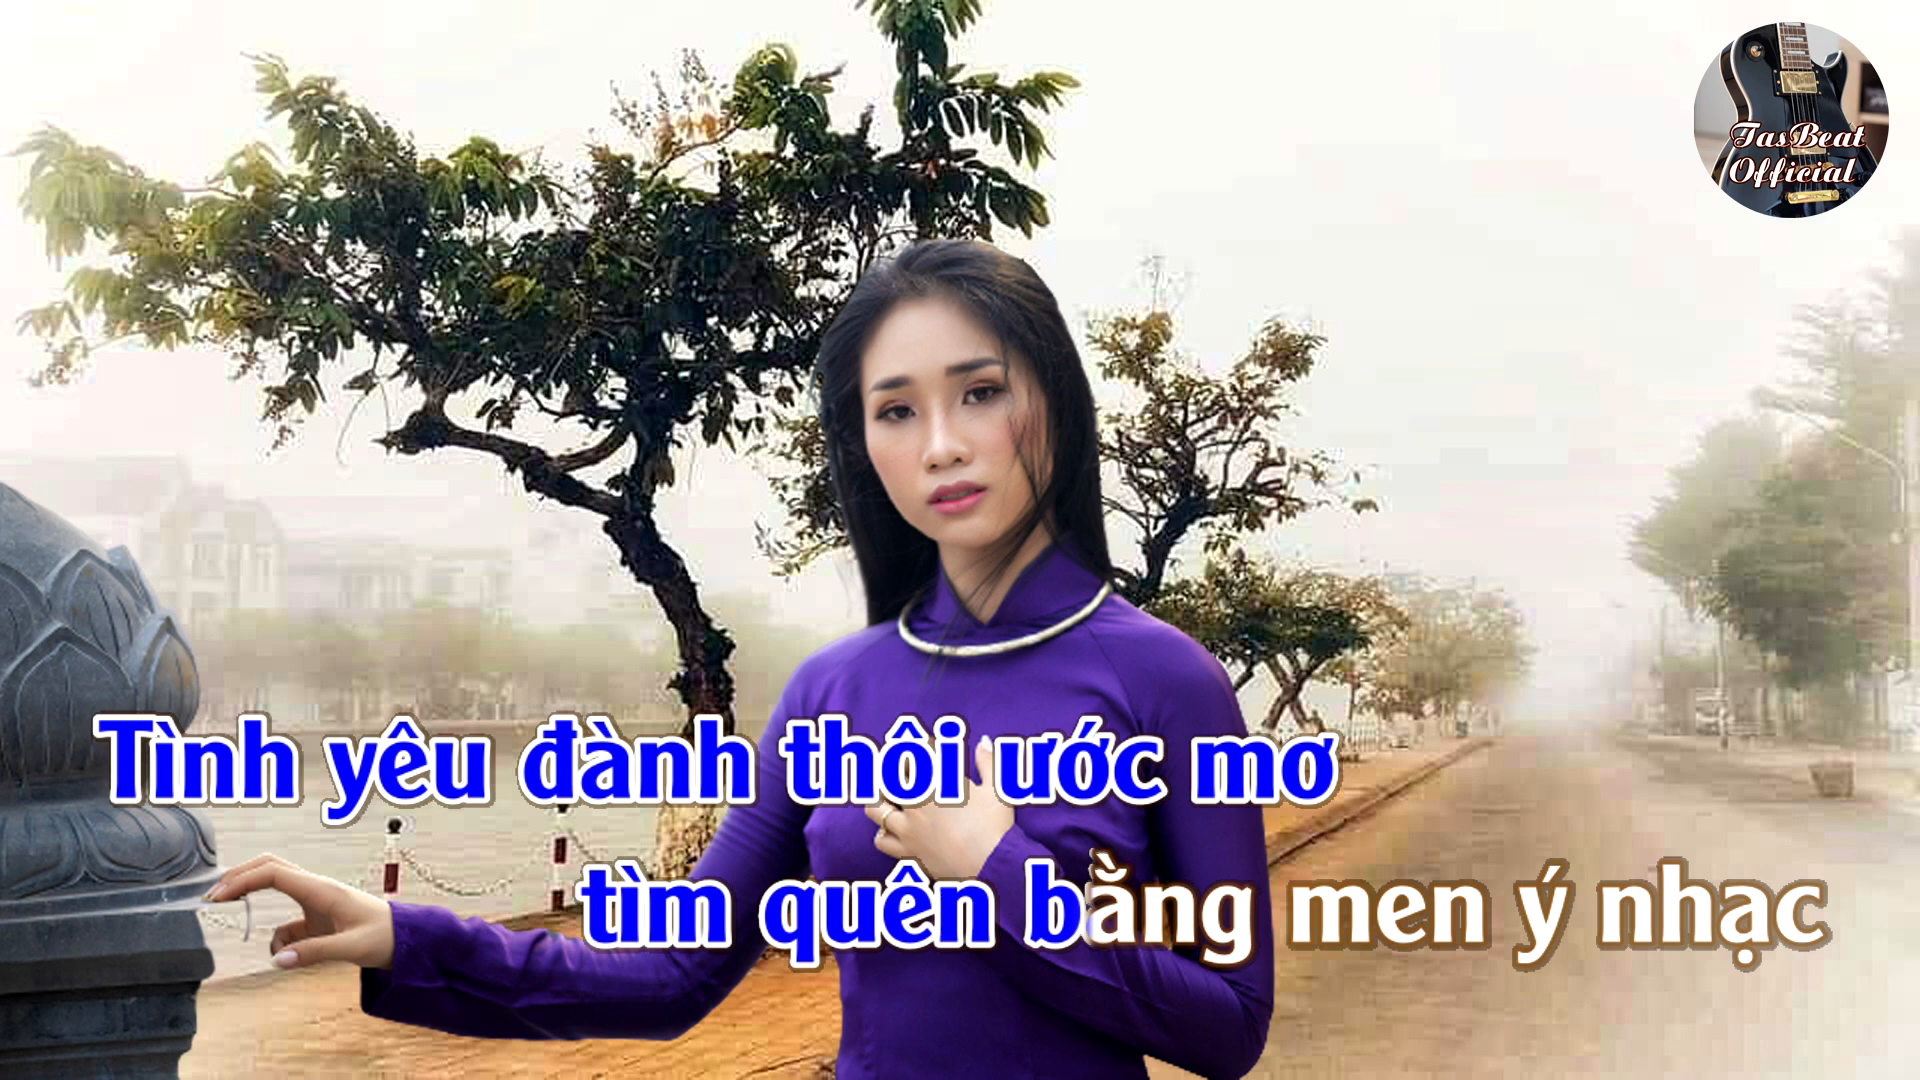 TasBeat
Official
Tình yêu đành thôi ước mơ
tìm quên bằng men ý nhạc